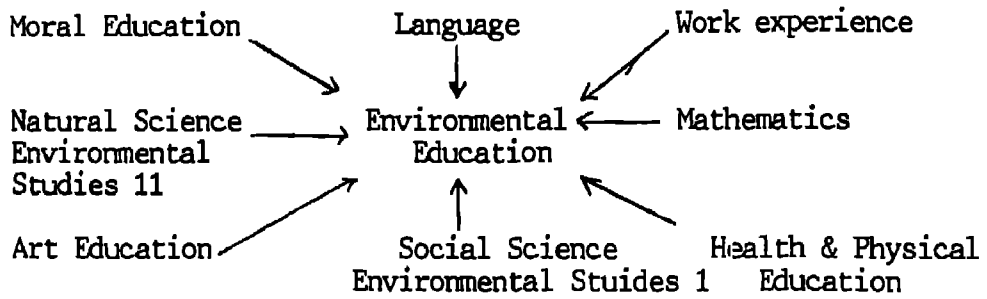 Moral Education Language Work experience
Natural Science Environmental Mathematics
Environmental Education
Studies 11
Art Education Social Science Health & Physical
Environmental Stuides 1 Education